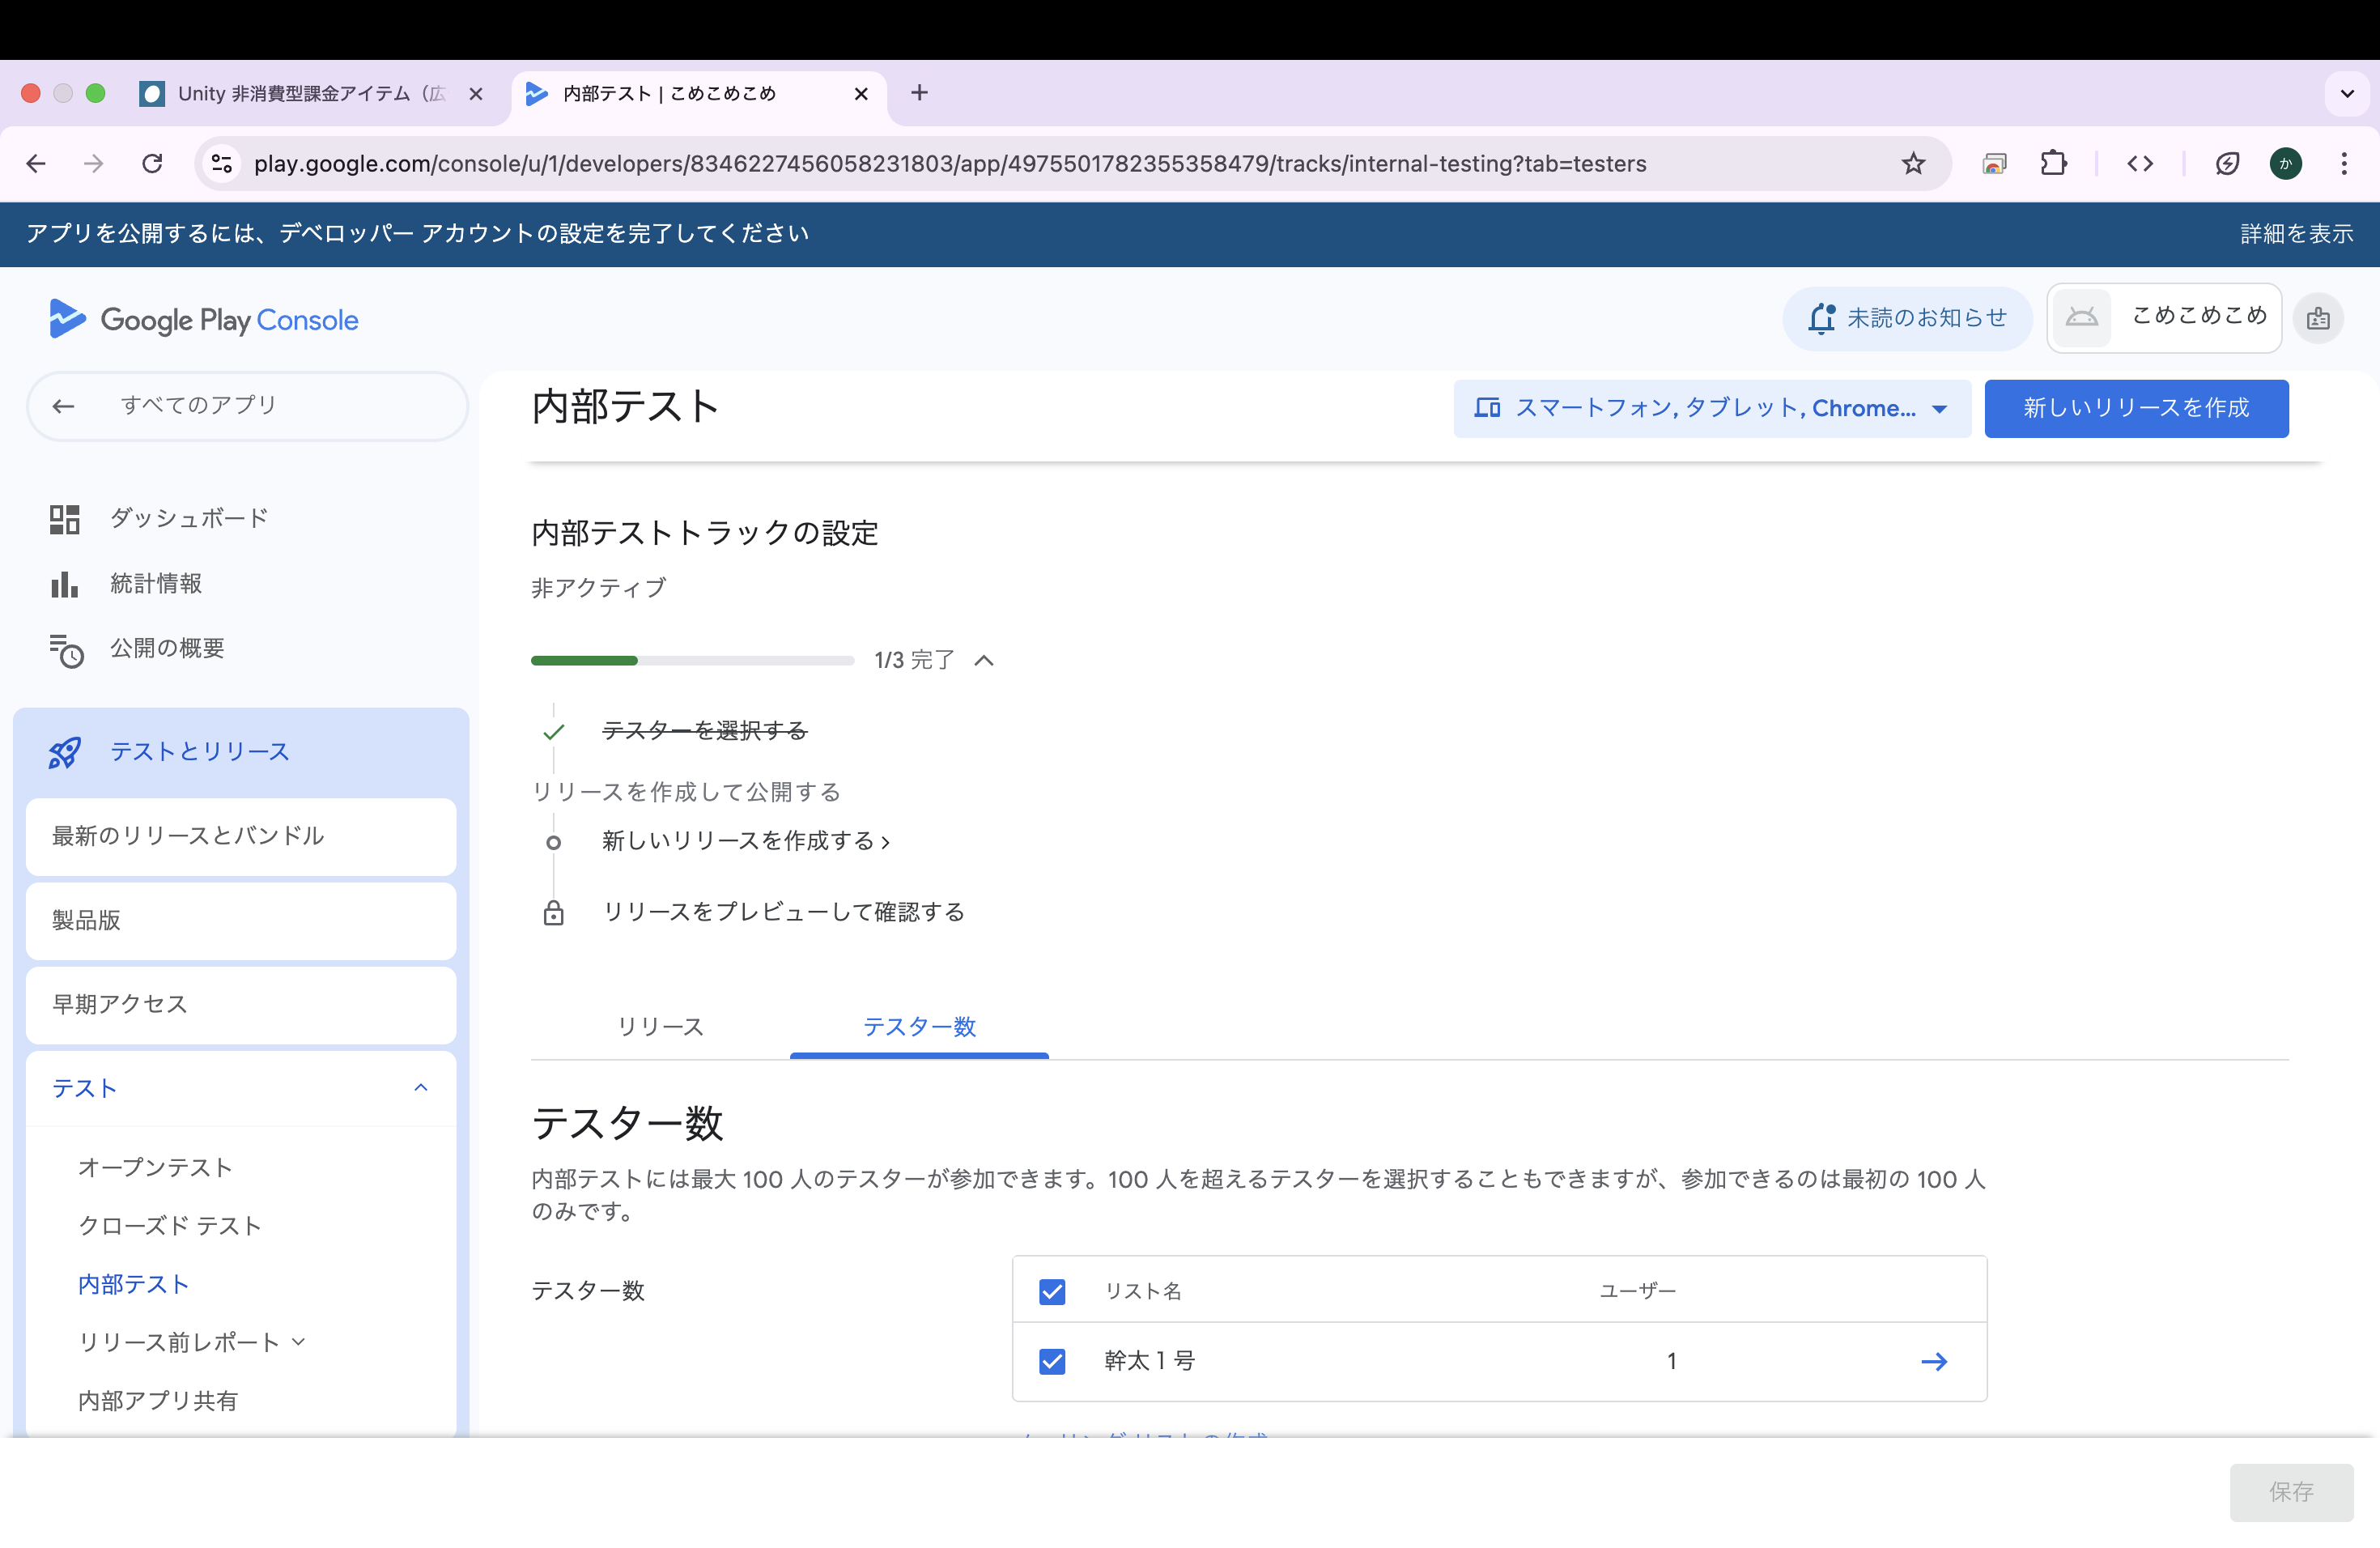 Unity 非消費型課金アイテム（広
内部テスト | こめこめこめ
play.google.com/console/u/1/developers/8346227456058231803/app/4975501782355358479/tracks/internal-testing?tab=testers
か
アプリを公開するには、デベロッパー アカウントの設定を完了してください
詳細を表示
Google Play Console
未読のお知らせ
こめこめこめ
すべてのアプリ
内部テスト
スマートフォン, タブレット, Chrome...
新しいリリースを作成
ダッシュボード
統計情報
公開の概要
テストとリリース
最新のリリースとバンドル
製品版
早期アクセス
テスト
オープンテスト
クローズド テスト
内部テスト
リリース前レポート
内部アプリ共有
内部テストトラックの設定
非アクティブ
1/3 完了
テスターを選択する
リリースを作成して公開する
新しいリリースを作成する
リリースをプレビューして確認する
リリース
テスター数
テスター数
内部テストには最大 100 人のテスターが参加できます。100 人を超えるテスターを選択することもできますが、参加できるのは最初の 100 人
のみです。
テスター数
リスト名
ユーザー
幹太１号
1
保存